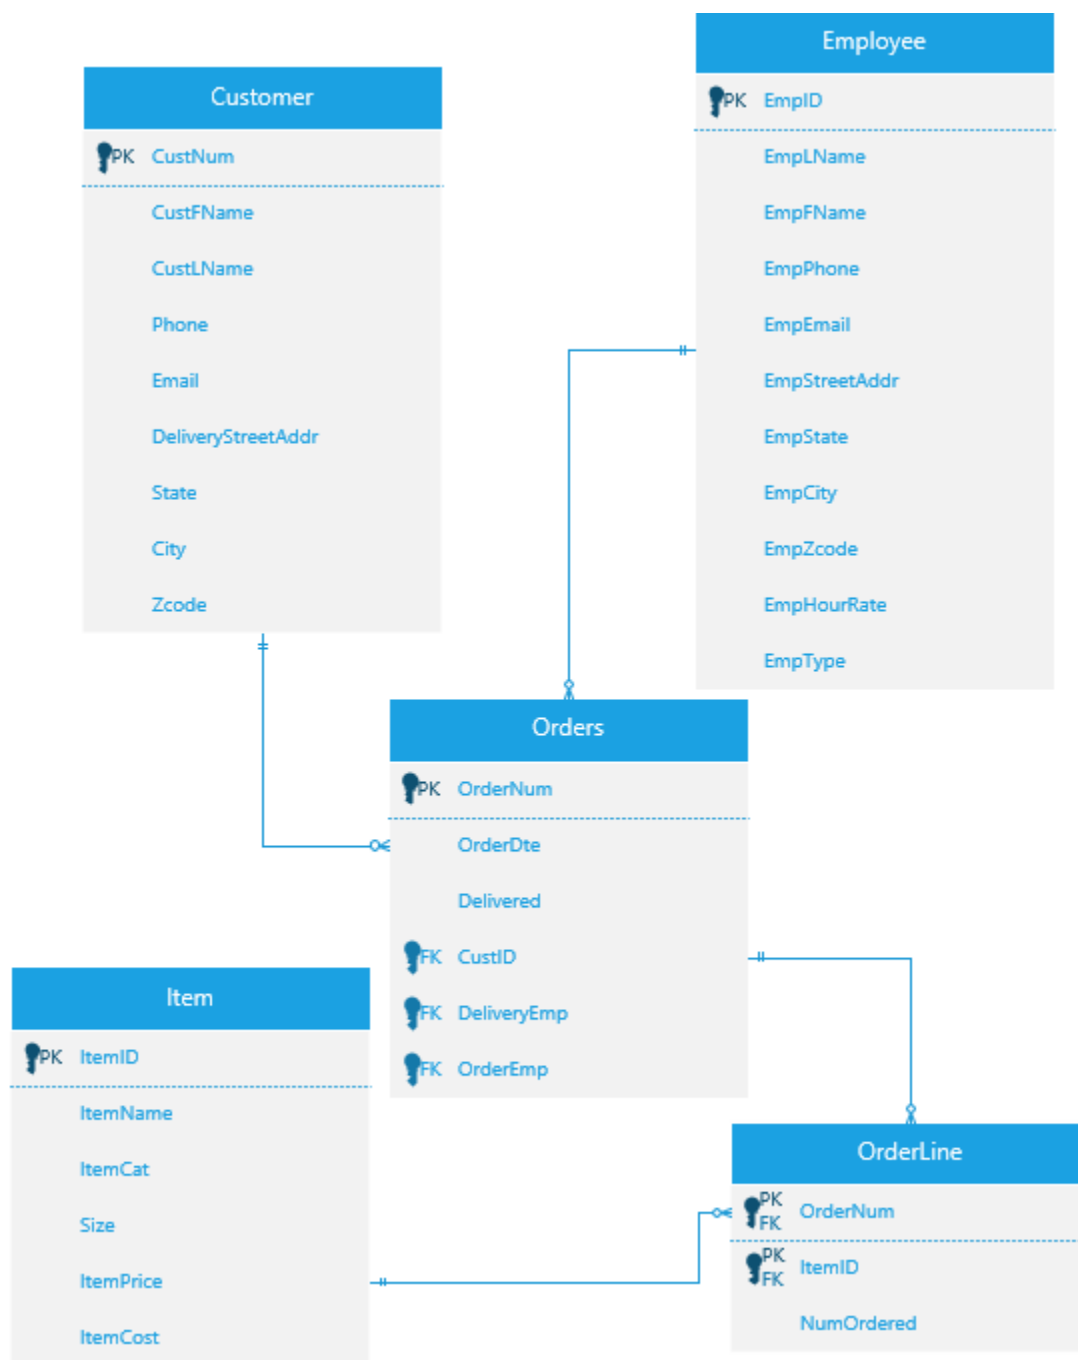 Customer
PK CustNum
CustFName
CustLName
Phone
Email
DeliveryStreetAddr
State
City
Zcode
Employee
PK EmpID
EmpLName
EmpFName
EmpPhone
EmpEmail
EmpStreetAddr
EmpState
EmpCity
EmpZcode
EmpHourRate
EmpType
Orders
PK OrderNum
OrderDte
Delivered
FK CustID
FK DeliveryEmp
FK OrderEmp
Item
PK ItemID
ItemName
ItemCat
Size
ItemPrice
ItemCost
OrderLine
PK
FK OrderNum
PK
FK ItemID
NumOrdered